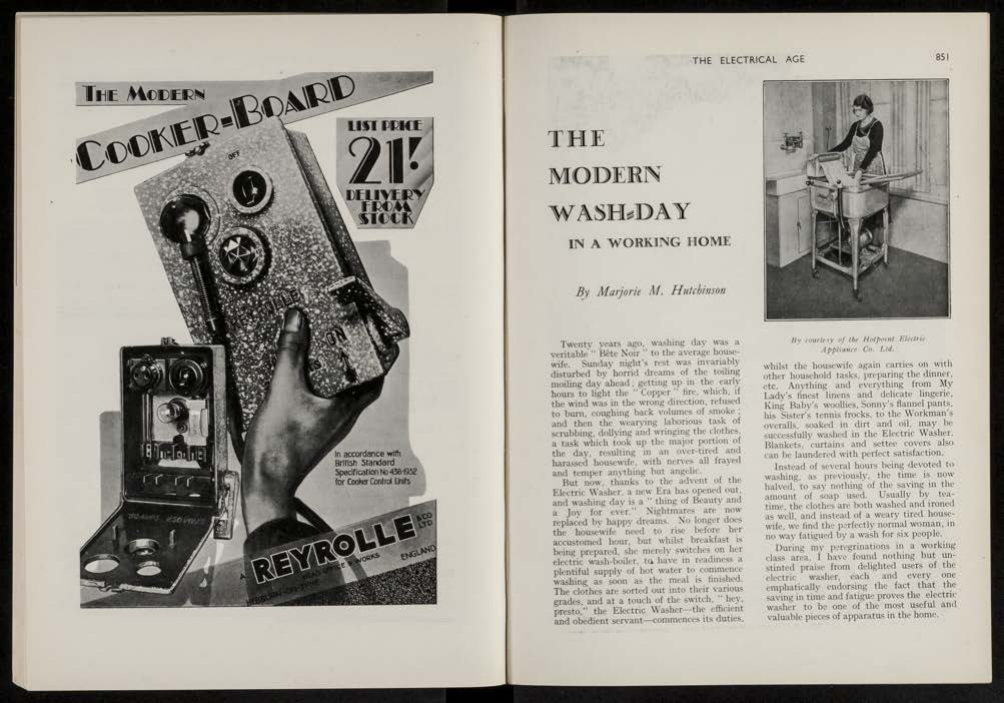 THE MODERN
COOKER-BOARD
LIST PRICE
21/-
DELIVERY
FROM
STOCK
OFF
ON
In accordance with
British Standard
Specification No 438-1932
for Cooker Control Units
A. REYROLLE & CO
LTD
ENGLAND
THE ELECTRICAL AGE
851
THE
MODERN
WASH-DAY
IN A WORKING HOME
By Marjorie M. Hutchinson
By courtesy of the Hotpoint Electric
Appliance Co. Ltd.
Twenty years ago, washing day was a
veritable " Bête Noir " to the average house-
wife. Sunday night's rest was invariably
disturbed by horrid dreams of the toiling
moiling day ahead; getting up in the early
hours to light the " Copper " fire, which, if
the wind was in the wrong direction, refused
to burn, coughing back volumes of smoke;
and then the wearying laborious task of
scrubbing, dollying and wringing the clothes,
a task which took up the major portion of
the day, resulting in an over-tired and
harassed housewife, with nerves all frayed
and temper anything but angelic.
But now, thanks to the advent of the
Electric Washer, a new Era has opened out,
and washing day is a " thing of Beauty and
a Joy for ever." Nightmares are now
replaced by happy dreams. No longer does
the housewife need to rise before her
accustomed hour, but whilst breakfast is
being prepared, she merely switches on her
electric wash-boiler, to have in readiness a
plentiful supply of hot water to commence
washing as soon as the meal is finished.
The clothes are sorted out into their various
grades, and at a touch of the switch, " hey,
presto," the Electric Washer—the efficient
and obedient servant—commences its duties,
whilst the housewife again carries on with
other household tasks, preparing the dinner,
etc. Anything and everything from My
Lady's finest linens and delicate lingerie,
King Baby's woollies, Sonny's flannel pants,
his Sister's tennis frocks, to the Workman's
overalls, soaked in dirt and oil, may be
successfully washed in the Electric Washer.
Blankets, curtains and settee covers also
can be laundered with perfect satisfaction.
Instead of several hours being devoted to
washing, as previously, the time is now
halved, to say nothing of the saving in the
amount of soap used. Usually by tea-
time, the clothes are both washed and ironed
as well, and instead of a weary tired house-
wife, we find the perfectly normal woman, in
no way fatigued by a wash for six people.
During my peregrinations in a working
class area, I have found nothing but un-
stinted praise from delighted users of the
electric washer, each and every one
emphatically endorsing the fact that the
saving in time and fatigue proves the electric
washer to be one of the most useful and
valuable pieces of apparatus in the home.